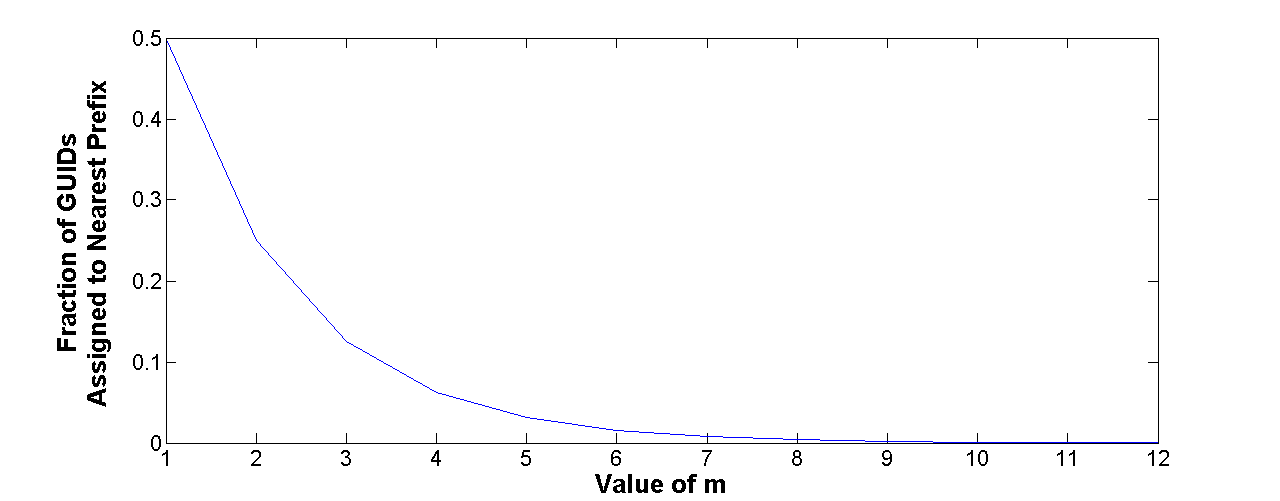 0.5
0.4
0.3
0.2
0.1
0
Fraction of GUIDs
Assigned to Nearest Prefix
1 2 3 4 5 6 7 8 9 10 11 12
Value of m